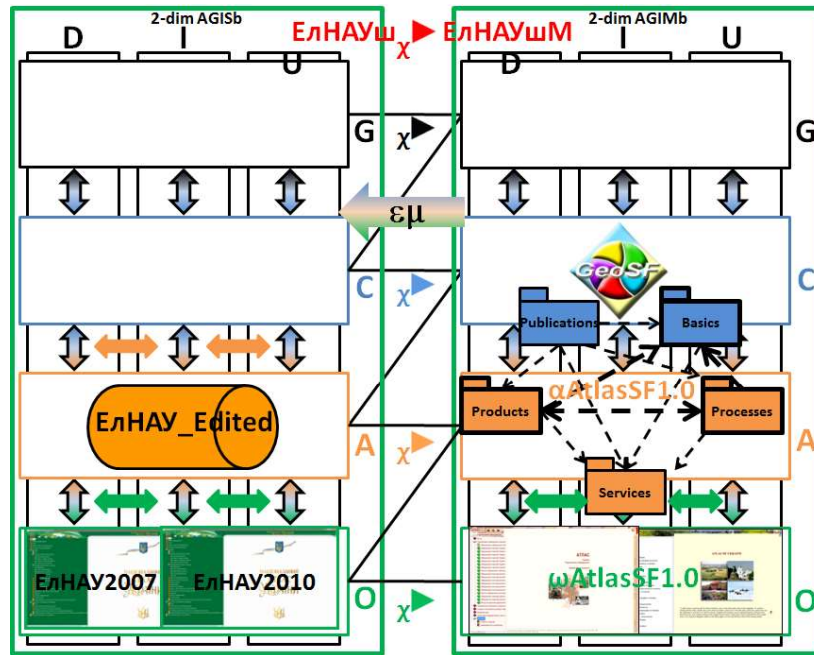 2-dim AGISb
ЕлНАУш
χ
ЕлНАУшМ
2-dim AGIMb
D
I
U
D
I
U
G
χ
G
εμ
GeoSF
C
χ
C
Publications
Basics
αAtlasSF1.0
ЕлНАУ_Edited
Products
Processes
A
χ
A
Services
ЕлНАУ2007
ЕлНАУ2010
ωAtlasSF1.0
O
χ
O